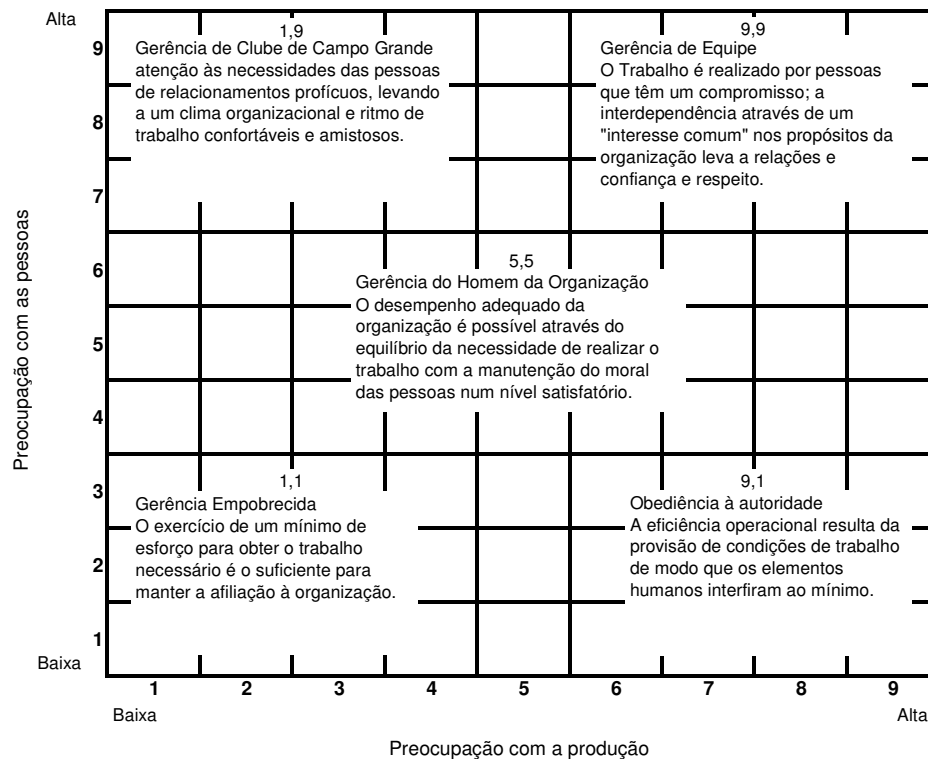 Alta
9
8
7
6
5
4
3
2
1
Baixa
Preocupação com as pessoas
1,9
Gerência de Clube de Campo Grande
atenção às necessidades das pessoas
de relacionamentos profícuos, levando
a um clima organizacional e ritmo de
trabalho confortáveis e amistosos.
9,9
Gerência de Equipe
O Trabalho é realizado por pessoas
que têm um compromisso; a
interdependência através de um
"interesse comum" nos propósitos da
organização leva a relações e
confiança e respeito.
5,5
Gerência do Homem da Organização
O desempenho adequado da
organização é possível através do
equilíbrio da necessidade de realizar o
trabalho com a manutenção do moral
das pessoas num nível satisfatório.
1,1
Gerência Empobrecida
O exercício de um mínimo de
esforço para obter o trabalho
necessário é o suficiente para
manter a afiliação à organização.
9,1
Obediência à autoridade
A eficiência operacional resulta da
provisão de condições de trabalho
de modo que os elementos
humanos interfiram ao mínimo.
1 2 3 4 5 6 7 8 9
Baixa
Alta
Preocupação com a produção